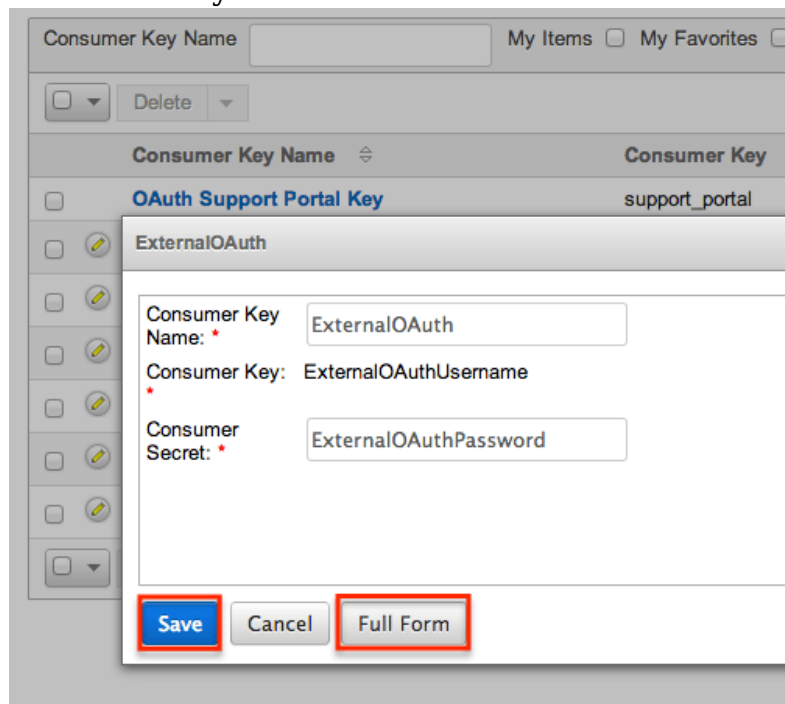 Consumer Key Name My Items My Favorites
Delete
Consumer Key Name Consumer Key
OAuth Support Portal Key support_portal
ExternalOAuth
Consumer Key
Name: * ExternalOAuth
Consumer Key: ExternalOAuthUsername
*
Consumer
Secret: * ExternalOAuthPassword
Save Cancel Full Form